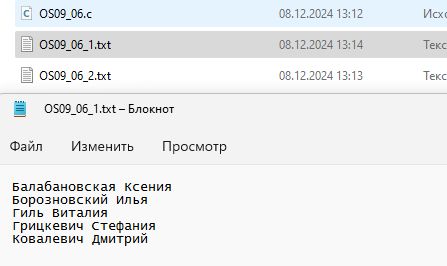 OS09_06.c 08.12.2024 13:12 Исхо
OS09_06_1.txt 08.12.2024 13:14 Текс
OS09_06_2.txt 08.12.2024 13:12 Текс
OS09_06_1.txt – Блокнот
Файл Изменить Просмотр
Балабановская Ксения
Борозновский Илья
Гиль Виталия
Грицкевич Стефания
Ковалевич Дмитрий